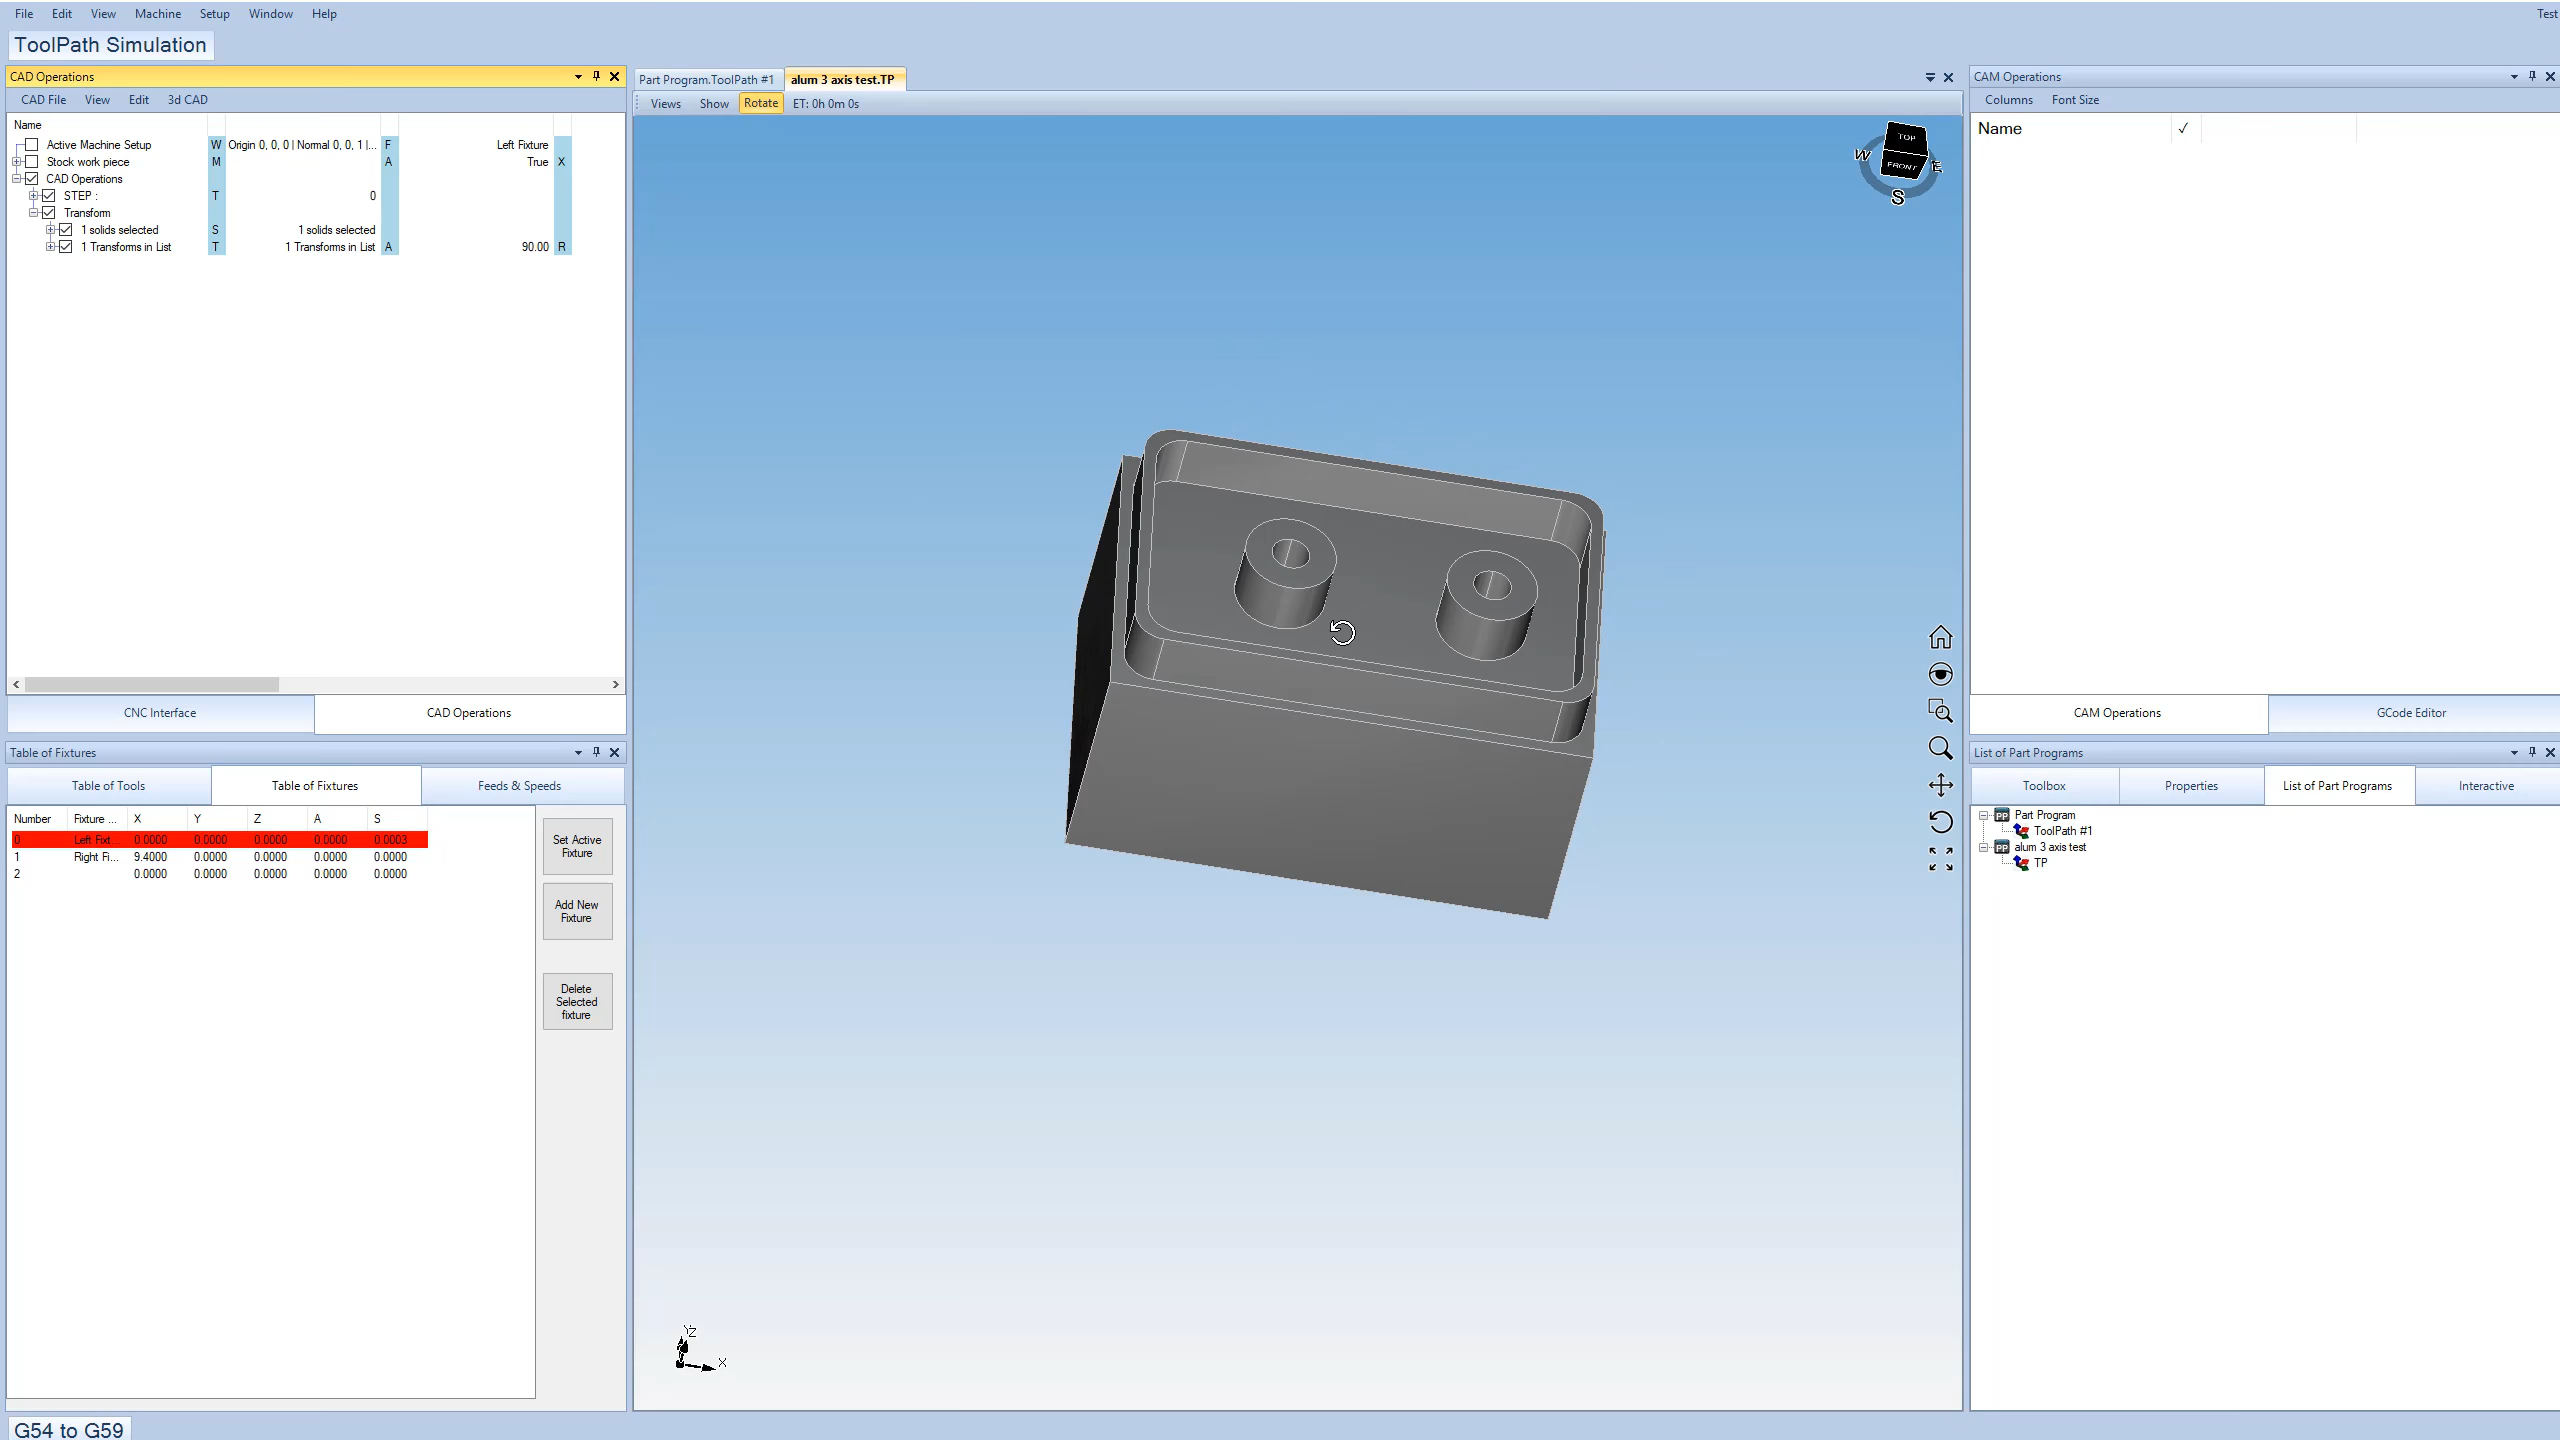 File Edit View Machine Setup Window Help Test
ToolPath Simulation
CAD Operations
CAD File View Edit 3d CAD
Name
Active Machine Setup W Origin 0, 0, 0 | Normal 0, 0, 1 |... F Left Fixture
Stock work piece M A True X
CAD Operations
STEP : T 0
Transform
1 solids selected S 1 solids selected
1 Transforms in List T 1 Transforms in List A 90.00 R
CNC Interface CAD Operations
Table of Fixtures
Table of Tools Table of Fixtures Feeds & Speeds
Number Fixture ... X Y Z A S
0 Left Fixt... 0.0000 0.0000 0.0000 0.0000 0.0003
1 Right Fi... 9.4000 0.0000 0.0000 0.0000 0.0000
2 0.0000 0.0000 0.0000 0.0000 0.0000
Set Active
Fixture
Add New
Fixture
Delete
Selected
fixture
G54 to G59
Part Program.ToolPath #1 alum 3 axis test.TP
Views Show Rotate ET: 0h 0m 0s
TOP
FRONT
W
E
S
Z
X
CAM Operations
Columns Font Size
Name ✓
CAM Operations GCode Editor
List of Part Programs
Toolbox Properties List of Part Programs Interactive
PP Part Program
ToolPath #1
PP alum 3 axis test
TP